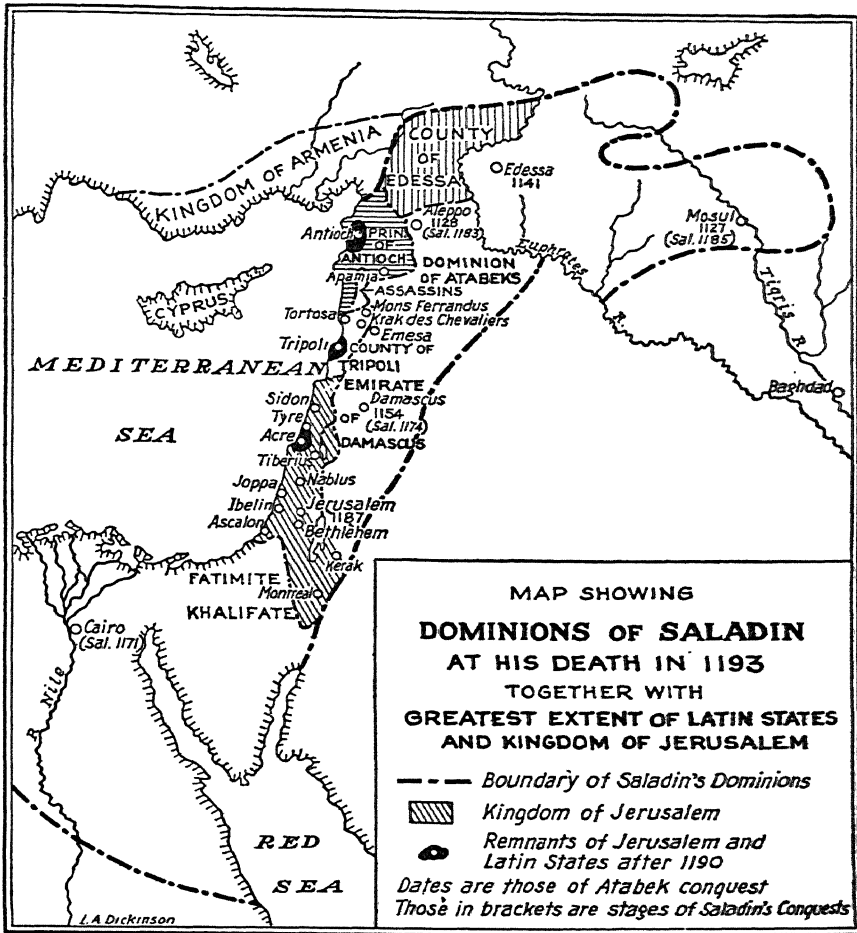 KINGDOM OF ARMENIA
COUNTY
OF
EDESSA
Edessa
1141
Aleppo
1128
(Sal. 1183)
Mosul
1127
(Sal. 1185)
Antioch
PRIN.
OF
ANTIOCH
Euphrates
R.
Tigris R.
DOMINION
OF ATABEKS
Apamia
ASSASSINS
CYPRUS
Mons Ferrandus
Tortosa
Krak des Chevaliers
Emesa
Tripoli
COUNTY OF
TRIPOLI
MEDITERRANEAN
SEA
EMIRATE
OF
DAMASCUS
Baghdad
Sidon
Damascus
1154
(Sal. 1174)
Tyre
Acre
Tiberius
Nablus
Joppa
Ibelin
Jerusalem
1187
Ascalon
Bethlehem
Kerak
FATIMITE
KHALIFATE
Montreal
Cairo
(Sal. 1171)
R Nile
RED
SEA
MAP SHOWING
DOMINIONS OF SALADIN
AT HIS DEATH IN 1193
TOGETHER WITH
GREATEST EXTENT OF LATIN STATES
AND KINGDOM OF JERUSALEM
Boundary of Saladin's Dominions
Kingdom of Jerusalem
Remnants of Jerusalem and
Latin States after 1190
Dates are those of Atabek conquest
Those in brackets are stages of Saladin's Conquests
L.A Dickinson